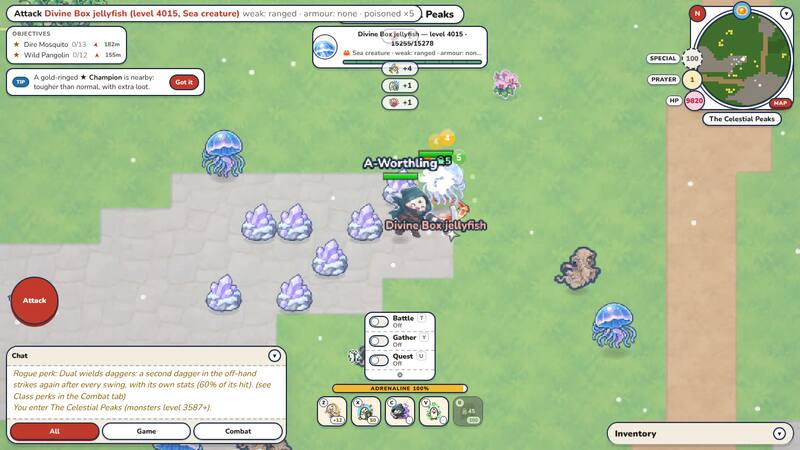 Attack Divine Box jellyfish (level 4015, Sea creature) weak: ranged · armour: none · poisoned ×5
Peaks
OBJECTIVES
★ Dire Mosquito 0/13 182m
★ Wild Pangolin 0/12 155m
TIP
A gold-ringed ★ Champion is nearby:
tougher than normal, with extra loot.
Got it
Divine Box jellyfish — level 4015 ·
15255/15278
Sea creature · weak: ranged · armour: non...
+4
+1
+1
N
SPECIAL 100
PRAYER 1
HP 9820
MAP
The Celestial Peaks
A-Worthling
5
5
Divine Box jellyfish
Attack
Battle T
Off
Gather Y
Off
Quest U
Off
ADRENALINE 100%
Z
×12
X
50
C
V
45
100
Chat
Rogue perk: Dual wields daggers: a second dagger in the off-hand
strikes again after every swing, with its own stats (60% of its hit). (see
Class perks in the Combat tab)
You enter The Celestial Peaks (monsters level 3587+).
All
Game
Combat
Inventory